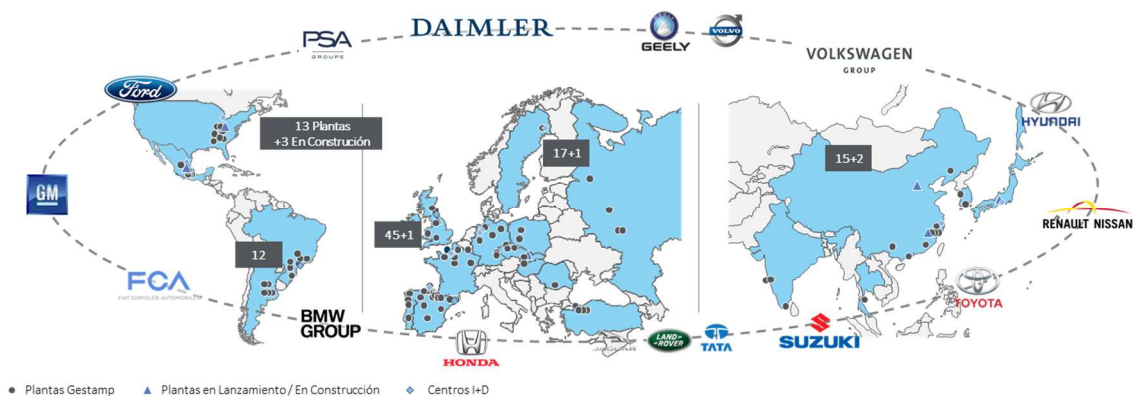 PSA
GROUPE
DAIMLER
GEELY
VOLVO
VOLKSWAGEN
GROUP
Ford
13 Plantas
+3 En Construción
17+1
15+2
HYUNDAI
GM
45+1
12
RENAULT NISSAN
FCA
FIAT CHRYSLER AUTOMOBILES
BMW
GROUP
HONDA
JAGUAR
LAND-
ROVER
TATA
SUZUKI
TOYOTA
Plantas Gestamp
Plantas en Lanzamiento / En Construcción
Centros I+D